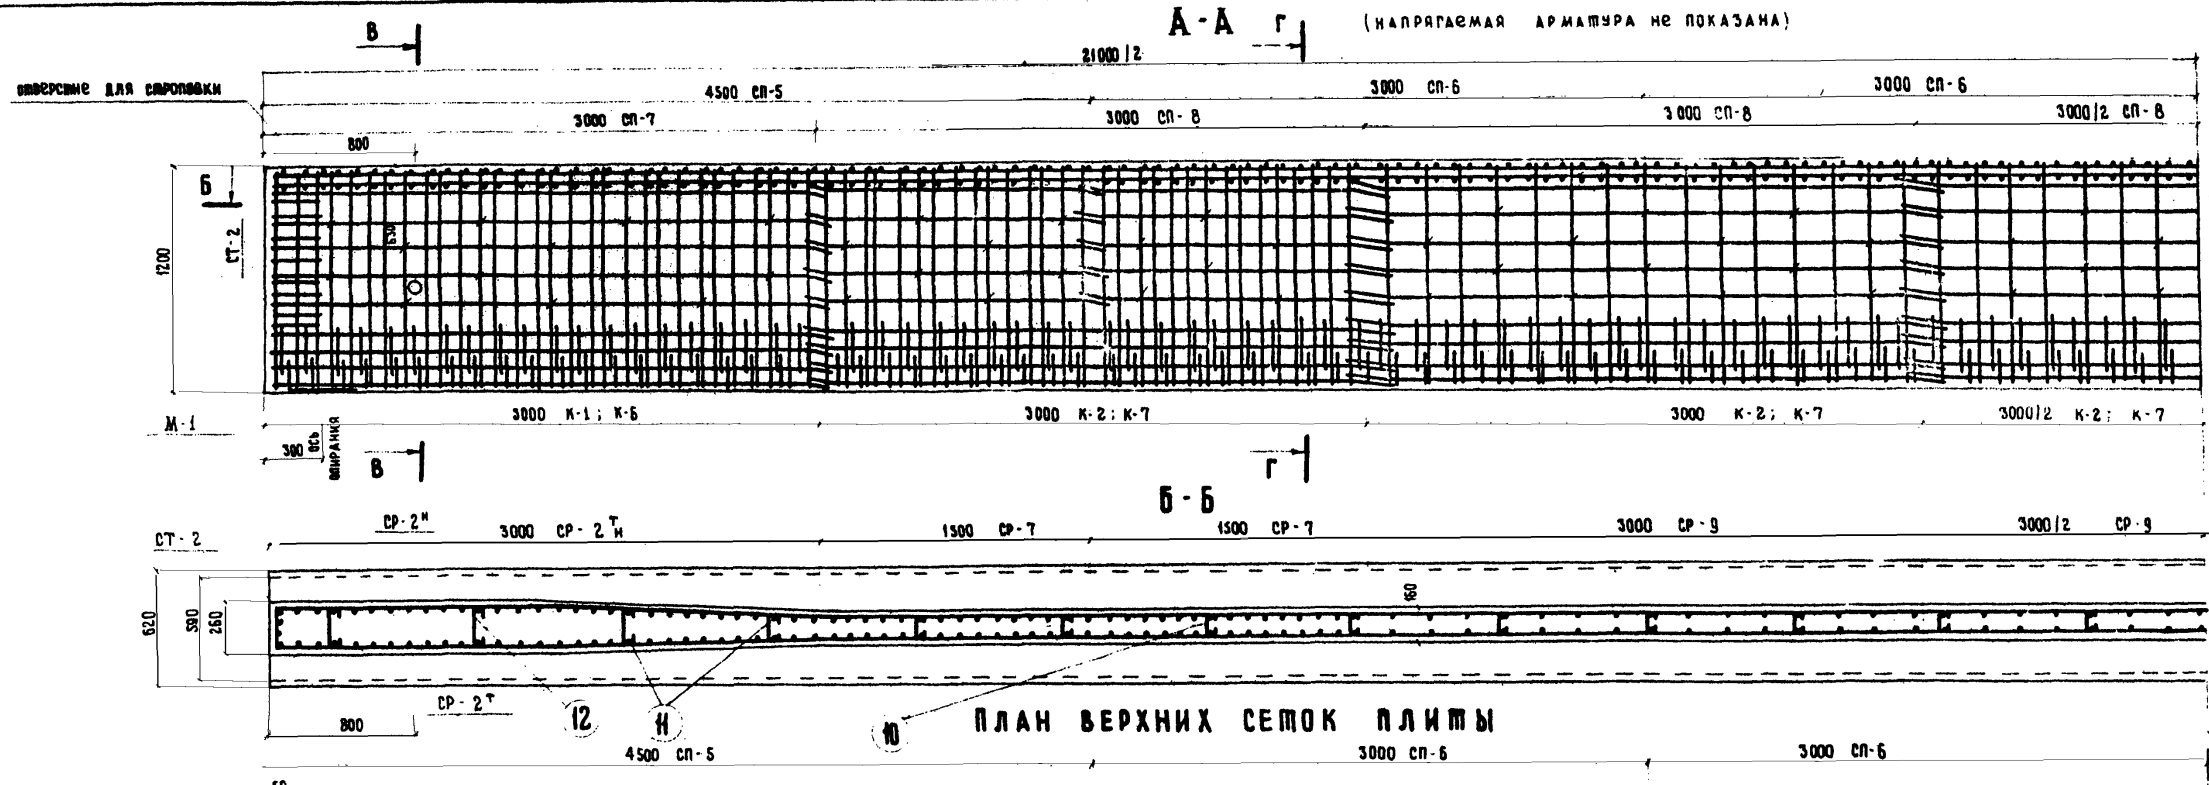 А-А (НАПРЯГАЕМАЯ АРМАТУРА НЕ ПОКАЗАНА)
В Г
21000/2
ОТВЕРСТИЕ ДЛЯ СТРОПОВКИ
4500 СП-5 3000 СП-6 3000 СП-6
3000 СП-7 3000 СП-8 3000 СП-8 3000/2 СП-8
800
Б
СТ-2
1200
630
М-1
3000 К-1; К-6 3000 К-2; К-7 3000 К-2; К-7 3000/2 К-2; К-7
300 ОСЬ ОПИРАНИЯ
В Г
Б-Б
СТ-2
СР-2н 3000 СР-2тн 1500 СР-7 1500 СР-7 3000 СР-9 3000/2 СР-9
620 590 260
160
СР-2т
800
12 11 10
ПЛАН ВЕРХНИХ СЕТОК ПЛИТЫ
4500 СП-5 3000 СП-6 3000 СП-6